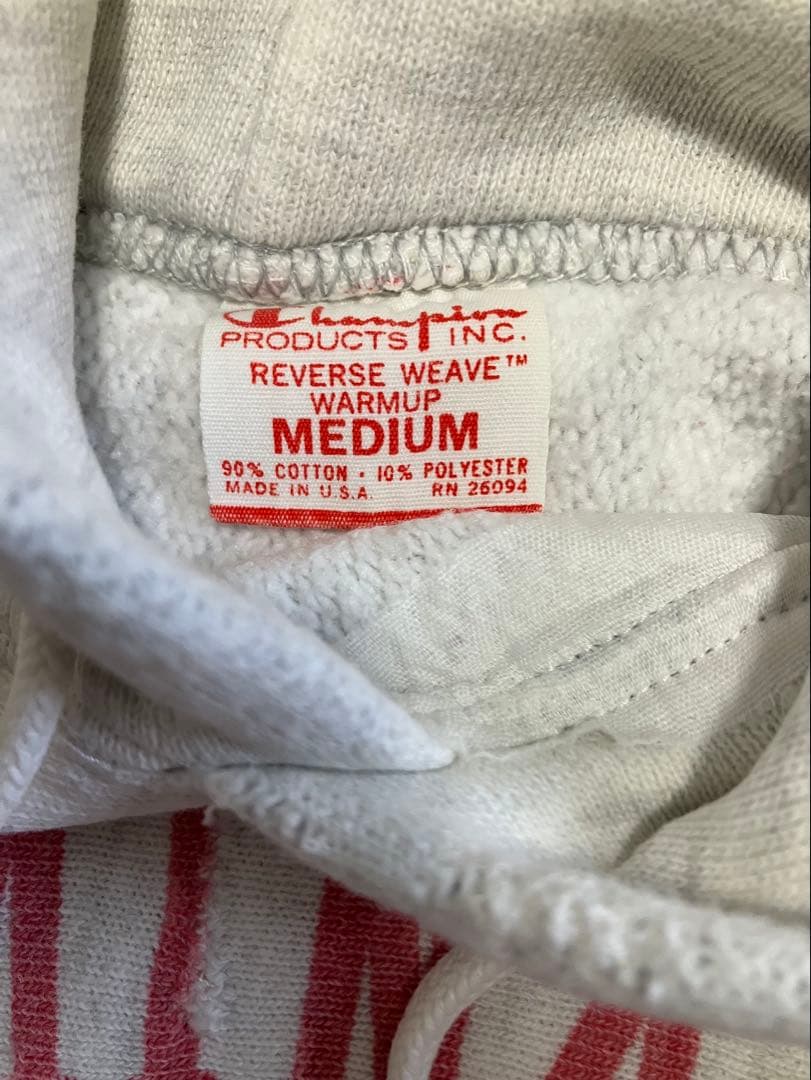 Champion
PRODUCTS INC.
REVERSE WEAVE™
WARMUP
MEDIUM
90% COTTON · 10% POLYESTER
MADE IN U.S.A. RN 26094